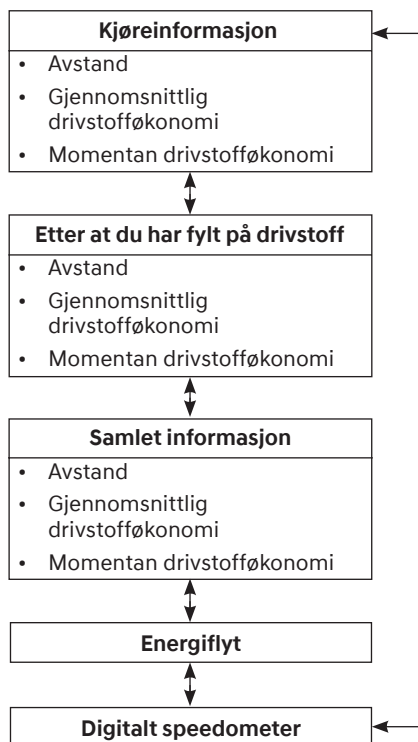 Kjøreinformasjon
• Avstand
• Gjennomsnittlig
drivstofføkonomi
• Momentan drivstofføkonomi
Etter at du har fylt på drivstoff
• Avstand
• Gjennomsnittlig
drivstofføkonomi
• Momentan drivstofføkonomi
Samlet informasjon
• Avstand
• Gjennomsnittlig
drivstofføkonomi
• Momentan drivstofføkonomi
Energiflyt
Digitalt speedometer